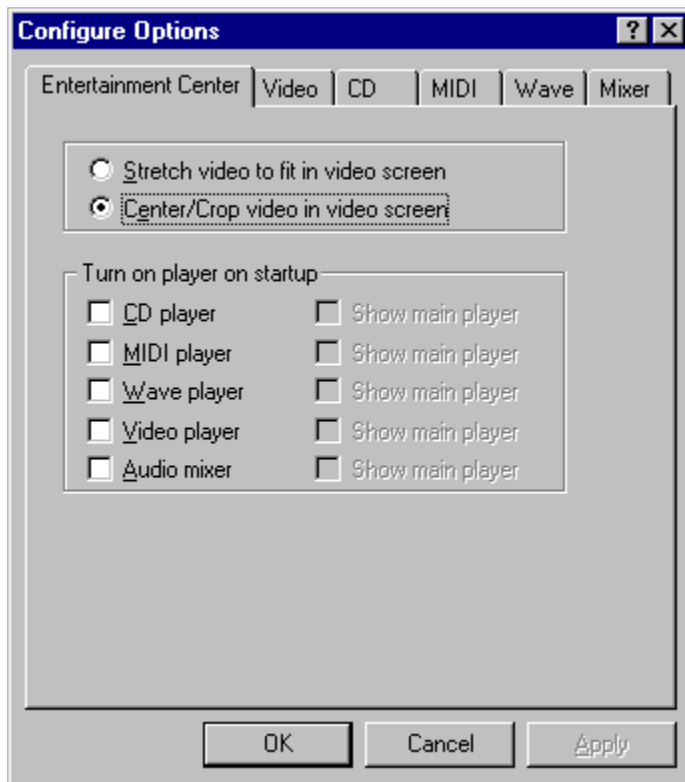 Configure Options
Entertainment Center Video CD MIDI Wave Mixer
Stretch video to fit in video screen
Center/Crop video in video screen
Turn on player on startup
CD player Show main player
MIDI player Show main player
Wave player Show main player
Video player Show main player
Audio mixer Show main player
OK Cancel Apply